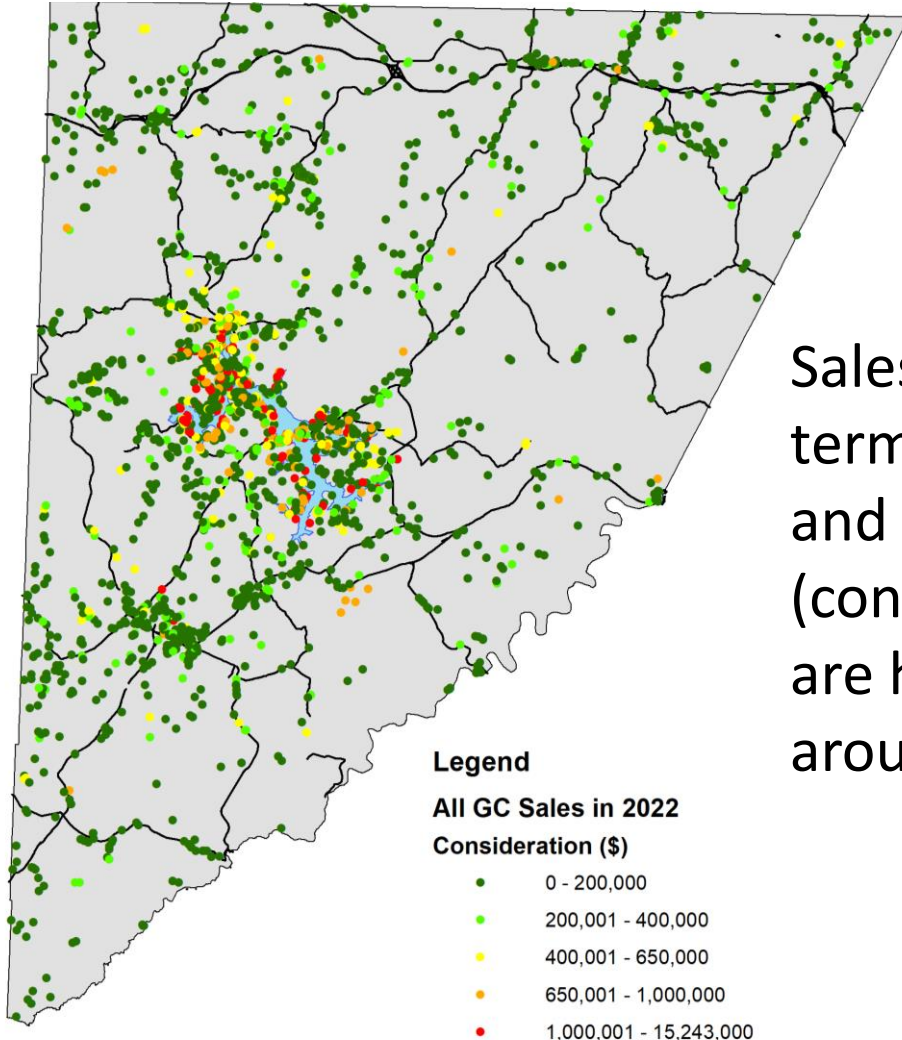 Sales
term
and
(con
are h
arou
Legend
All GC Sales in 2022
Consideration ($)
0 - 200,000
200,001 - 400,000
400,001 - 650,000
650,001 - 1,000,000
1,000,001 - 15,243,000